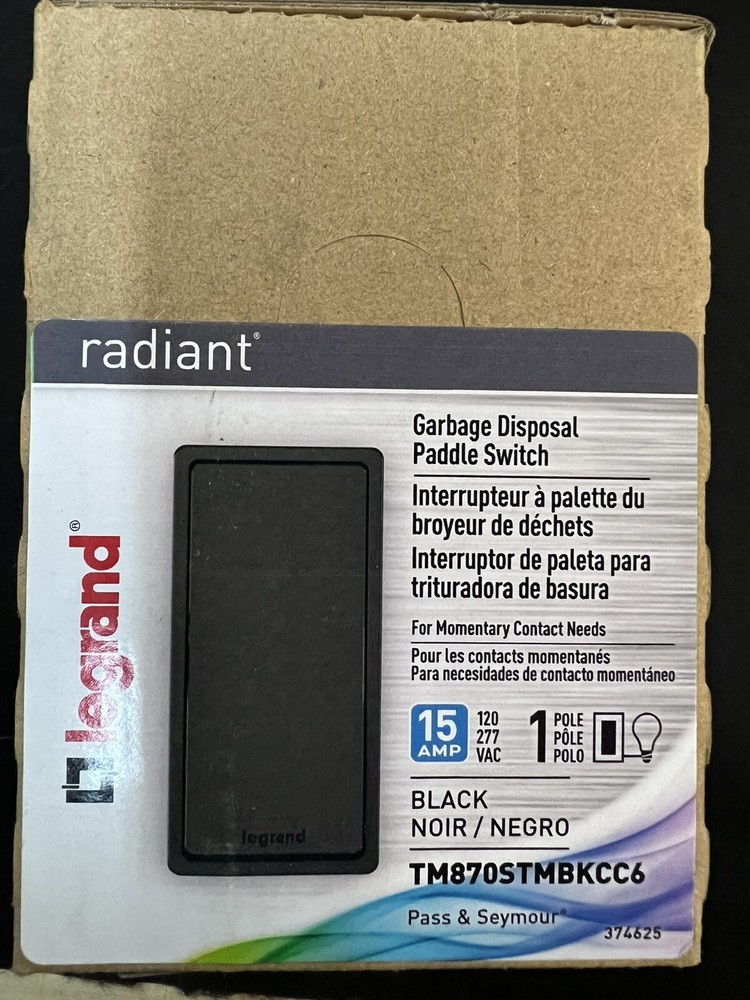 radiant®
legrand®
Garbage Disposal
Paddle Switch
Interrupteur à palette du
broyeur de déchets
Interruptor de paleta para
trituradora de basura
For Momentary Contact Needs
Pour les contacts momentanés
Para necesidades de contacto momentáneo
15
AMP
120
277
VAC
1
POLE
PÔLE
POLO
BLACK
NOIR / NEGRO
TM870STMBKCC6
Pass & Seymour®
374625
legrand